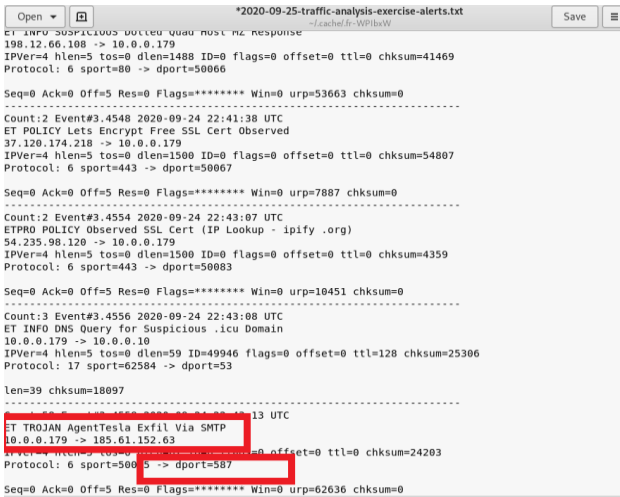 Open
*2020-09-25-traffic-analysis-exercise-alerts.txt
~/.cache/.fr-WPIbxW
Save
ET INFO SUSPICIOUS Dotted Quad Host MZ Response
198.12.66.108 -> 10.0.0.179
IPVer=4 hlen=5 tos=0 dlen=1488 ID=0 flags=0 offset=0 ttl=0 chksum=41469
Protocol: 6 sport=80 -> dport=50066
Seq=0 Ack=0 Off=5 Res=0 Flags=******** Win=0 urp=53663 chksum=0
------------------------------------------------------------------------
Count:2 Event#3.4548 2020-09-24 22:41:38 UTC
ET POLICY Lets Encrypt Free SSL Cert Observed
37.120.174.218 -> 10.0.0.179
IPVer=4 hlen=5 tos=0 dlen=1500 ID=0 flags=0 offset=0 ttl=0 chksum=54807
Protocol: 6 sport=443 -> dport=50067
Seq=0 Ack=0 Off=5 Res=0 Flags=******** Win=0 urp=7887 chksum=0
------------------------------------------------------------------------
Count:2 Event#3.4554 2020-09-24 22:43:07 UTC
ETPRO POLICY Observed SSL Cert (IP Lookup - ipify .org)
54.235.98.120 -> 10.0.0.179
IPVer=4 hlen=5 tos=0 dlen=1500 ID=0 flags=0 offset=0 ttl=0 chksum=4359
Protocol: 6 sport=443 -> dport=50083
Seq=0 Ack=0 Off=5 Res=0 Flags=******** Win=0 urp=10451 chksum=0
------------------------------------------------------------------------
Count:3 Event#3.4556 2020-09-24 22:43:08 UTC
ET INFO DNS Query for Suspicious .icu Domain
10.0.0.179 -> 10.0.0.10
IPVer=4 hlen=5 tos=0 dlen=59 ID=49946 flags=0 offset=0 ttl=128 chksum=25306
Protocol: 17 sport=62584 -> dport=53
len=39 chksum=18097
------------------------------------------------------------------------
13 UTC
ET TROJAN AgentTesla Exfil Via SMTP
10.0.0.179 -> 185.61.152.63
offset=0 ttl=0 chksum=24203
Protocol: 6 -> dport=587
Seq=0 Ack=0 Off=5 Res=0 Flags=******** Win=0 urp=62636 chksum=0